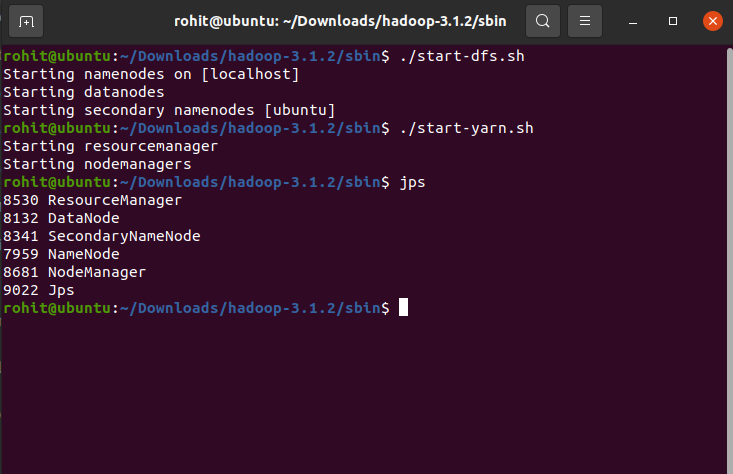 rohit@ubuntu: ~/Downloads/hadoop-3.1.2/sbin
rohit@ubuntu:~/Downloads/hadoop-3.1.2/sbin$ ./start-dfs.sh
Starting namenodes on [localhost]
Starting datanodes
Starting secondary namenodes [ubuntu]
rohit@ubuntu:~/Downloads/hadoop-3.1.2/sbin$ ./start-yarn.sh
Starting resourcemanager
Starting nodemanagers
rohit@ubuntu:~/Downloads/hadoop-3.1.2/sbin$ jps
8530 ResourceManager
8132 DataNode
8341 SecondaryNameNode
7959 NameNode
8681 NodeManager
9022 Jps
rohit@ubuntu:~/Downloads/hadoop-3.1.2/sbin$